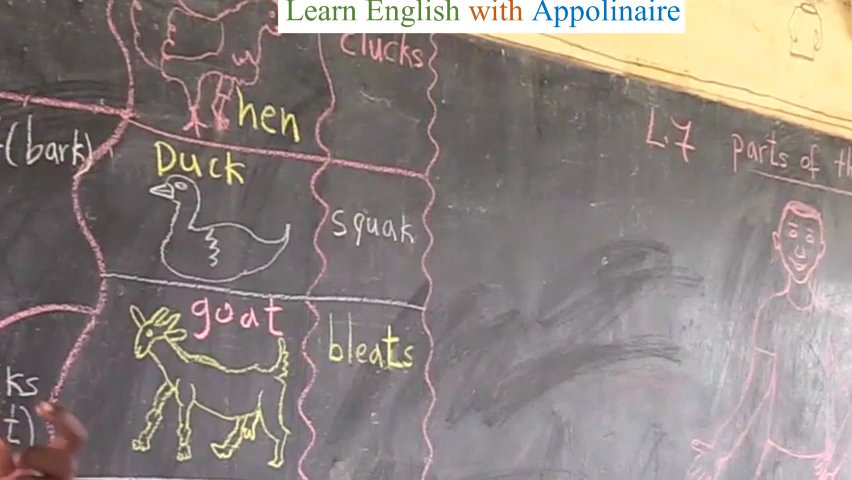 Learn English with Appolinaire
clucks
hen
(bark)
Duck
squak
goat
bleats
ks
t)
L.7 parts of th